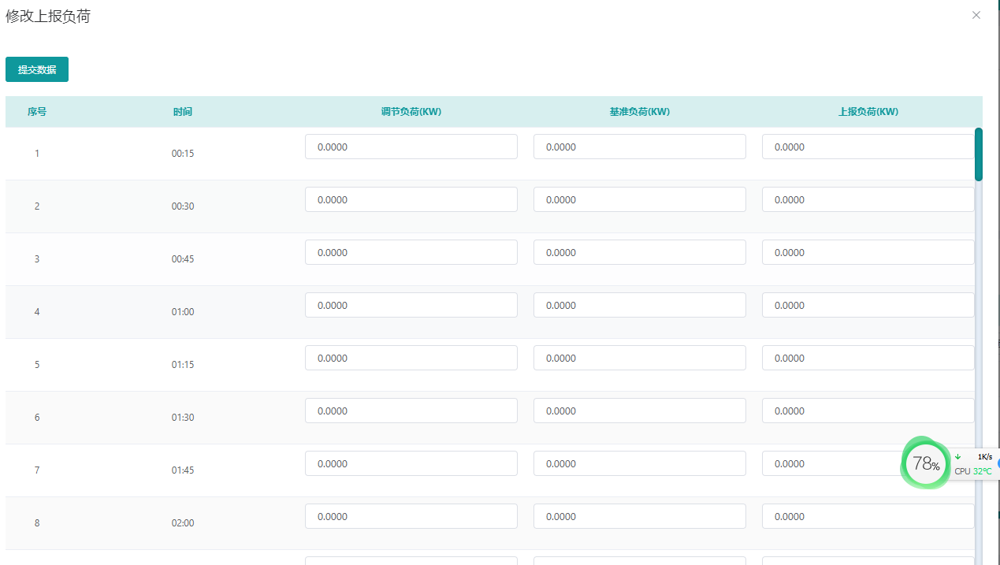 修改上报负荷
提交数据
序号 时间 调节负荷(KW) 基准负荷(KW) 上报负荷(KW)
1 00:15 0.0000 0.0000 0.0000
2 00:30 0.0000 0.0000 0.0000
3 00:45 0.0000 0.0000 0.0000
4 01:00 0.0000 0.0000 0.0000
5 01:15 0.0000 0.0000 0.0000
6 01:30 0.0000 0.0000 0.0000
7 01:45 0.0000 0.0000 0.0000
78%
↓ 1K/s
CPU 32℃
8 02:00 0.0000 0.0000 0.0000